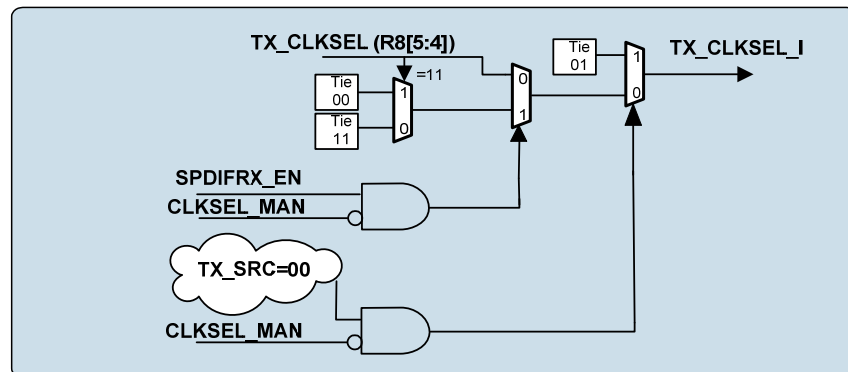 TX_CLKSEL (R8[5:4])
Tie
01
1
0
TX_CLKSEL_I
=11
0
1
Tie
00
1
Tie
11
0
SPDIFRX_EN
CLKSEL_MAN
TX_SRC=00
CLKSEL_MAN